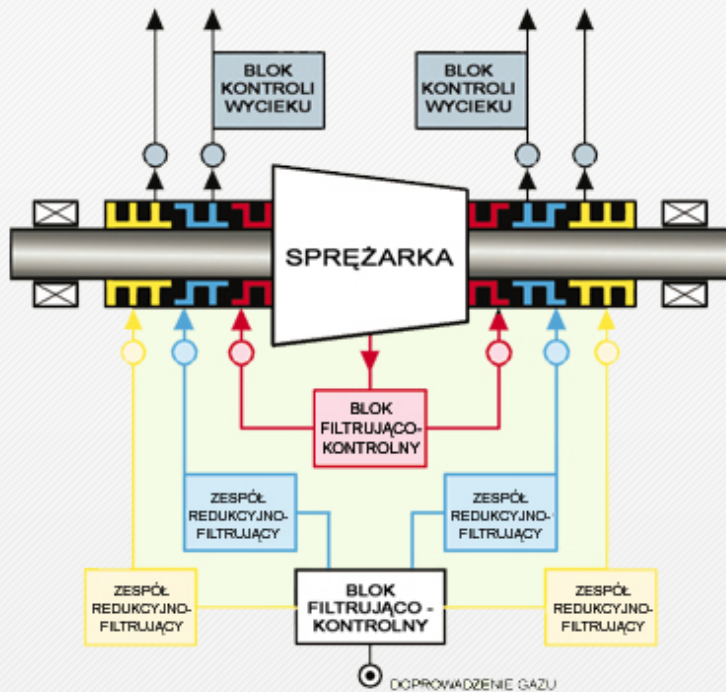 BLOK
KONTROLI
WYCIEKU
BLOK
KONTROLI
WYCIEKU
SPRĘŻARKA
BLOK
FILTRUJĄCO-
KONTROLNY
ZESPÓŁ
REDUKCYJNO-
FILTRUJĄCY
ZESPÓŁ
REDUKCYJNO-
FILTRUJĄCY
ZESPÓŁ
REDUKCYJNO-
FILTRUJĄCY
BLOK
FILTRUJĄCO -
KONTROLNY
ZESPÓŁ
REDUKCYJNO-
FILTRUJĄCY
DOPROWADZENIE GAZU